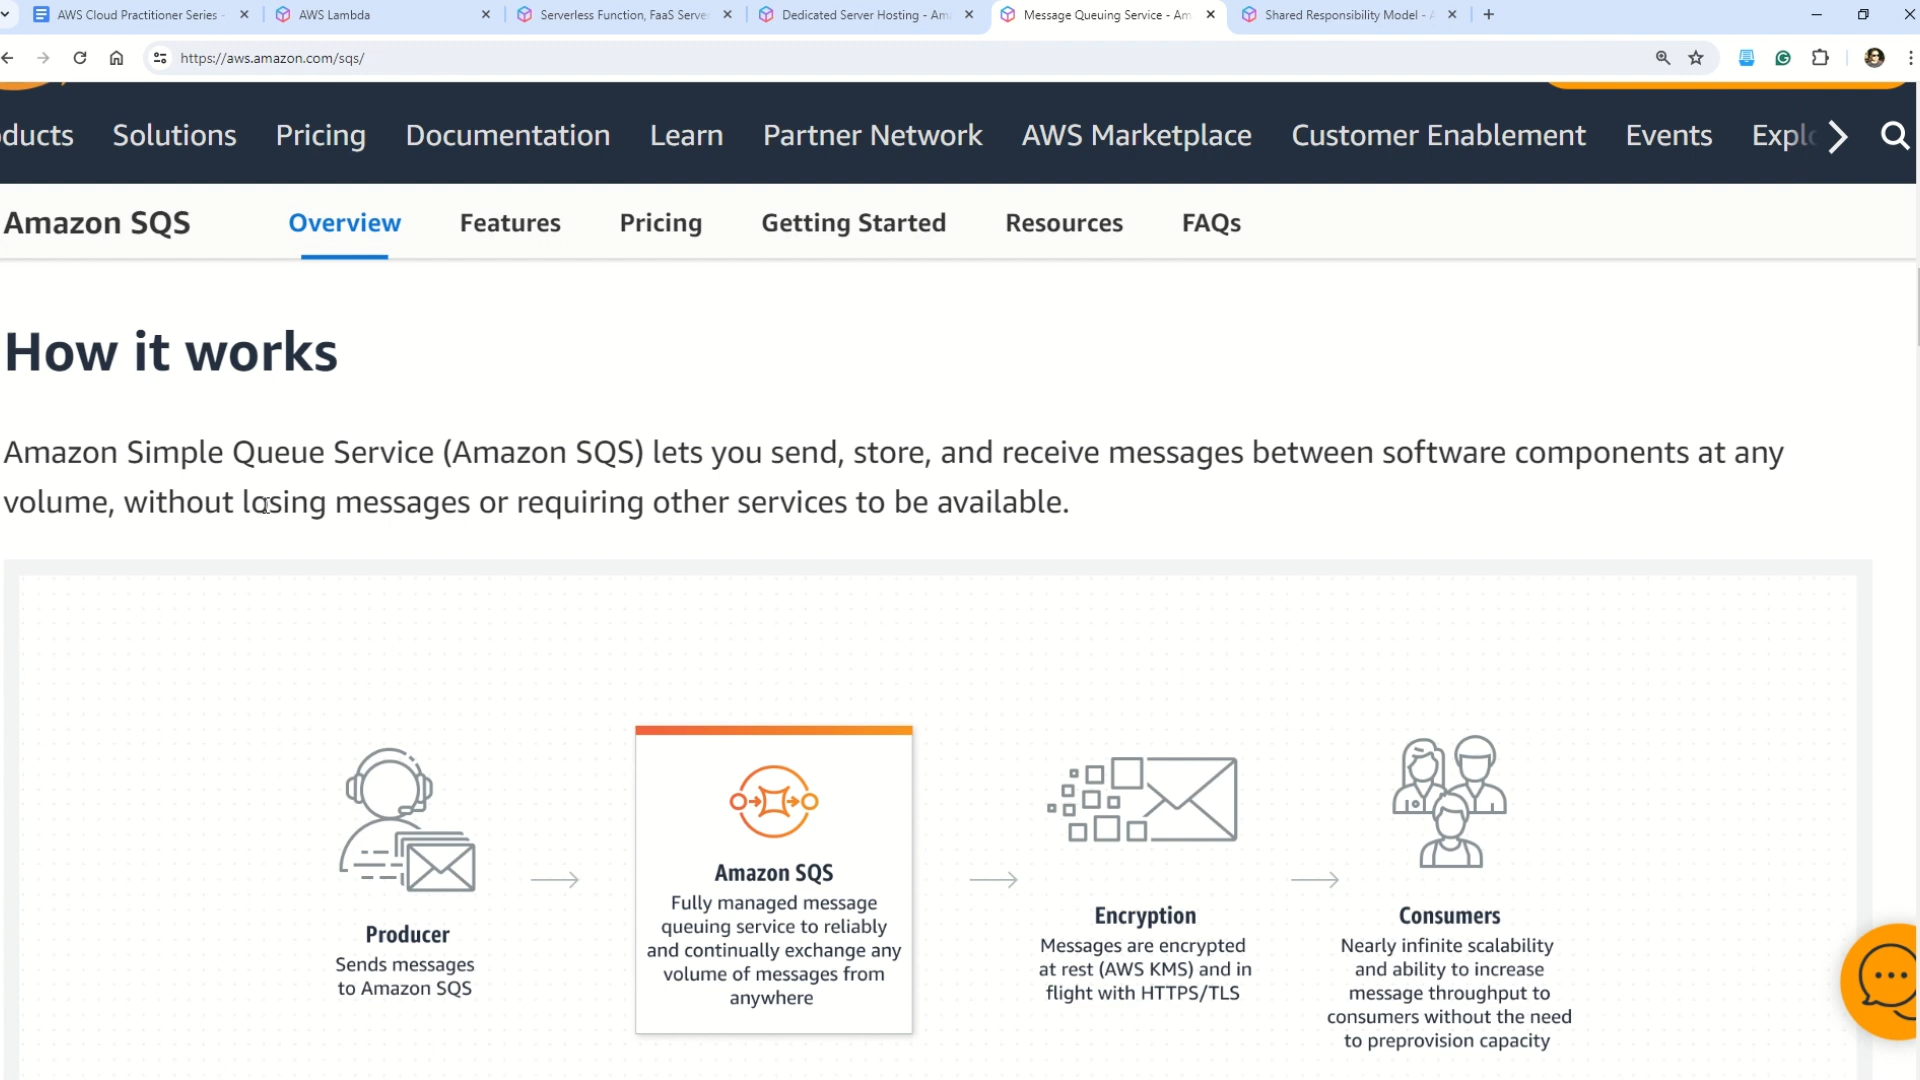 AWS Cloud Practitioner Series -
AWS Lambda
Serverless Function, FaaS Serve
Dedicated Server Hosting - Am
Message Queuing Service - Am
Shared Responsibility Model - A
https://aws.amazon.com/sqs/
ducts
Solutions
Pricing
Documentation
Learn
Partner Network
AWS Marketplace
Customer Enablement
Events
Explo
Amazon SQS
Overview
Features
Pricing
Getting Started
Resources
FAQs
How it works
Amazon Simple Queue Service (Amazon SQS) lets you send, store, and receive messages between software components at any
volume, without losing messages or requiring other services to be available.
Producer
Sends messages
to Amazon SQS
Amazon SQS
Fully managed message
queuing service to reliably
and continually exchange any
volume of messages from
anywhere
Encryption
Messages are encrypted
at rest (AWS KMS) and in
flight with HTTPS/TLS
Consumers
Nearly infinite scalability
and ability to increase
message throughput to
consumers without the need
to preprovision capacity